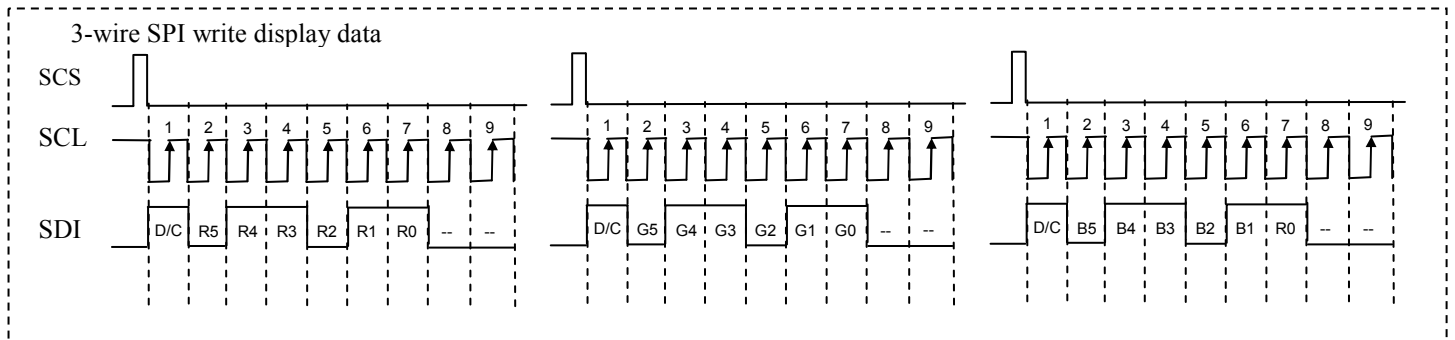 3-wire SPI write display data
SCS
SCL 1 2 3 4 5 6 7 8 9 1 2 3 4 5 6 7 8 9 1 2 3 4 5 6 7 8 9
SDI D/C R5 R4 R3 R2 R1 R0 -- -- D/C G5 G4 G3 G2 G1 G0 -- -- D/C B5 B4 B3 B2 B1 R0 -- --